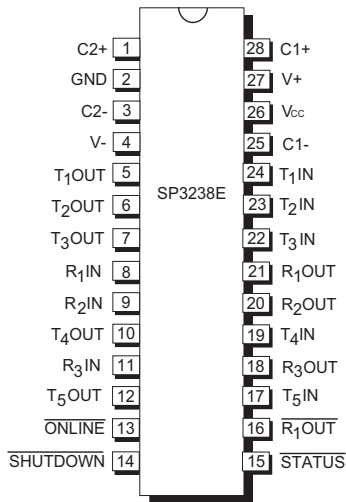 C2+ 1 28 C1+
GND 2 27 V+
C2- 3 26 Vcc
V- 4 25 C1-
T1OUT 5 24 T1IN
SP3238E
T2OUT 6 23 T2IN
T3OUT 7 22 T3IN
R1IN 8 21 R1OUT
R2IN 9 20 R2OUT
T4OUT 10 19 T4IN
R3IN 11 18 R3OUT
T5OUT 12 17 T5IN
ONLINE 13 16 R1OUT
SHUTDOWN 14 15 STATUS